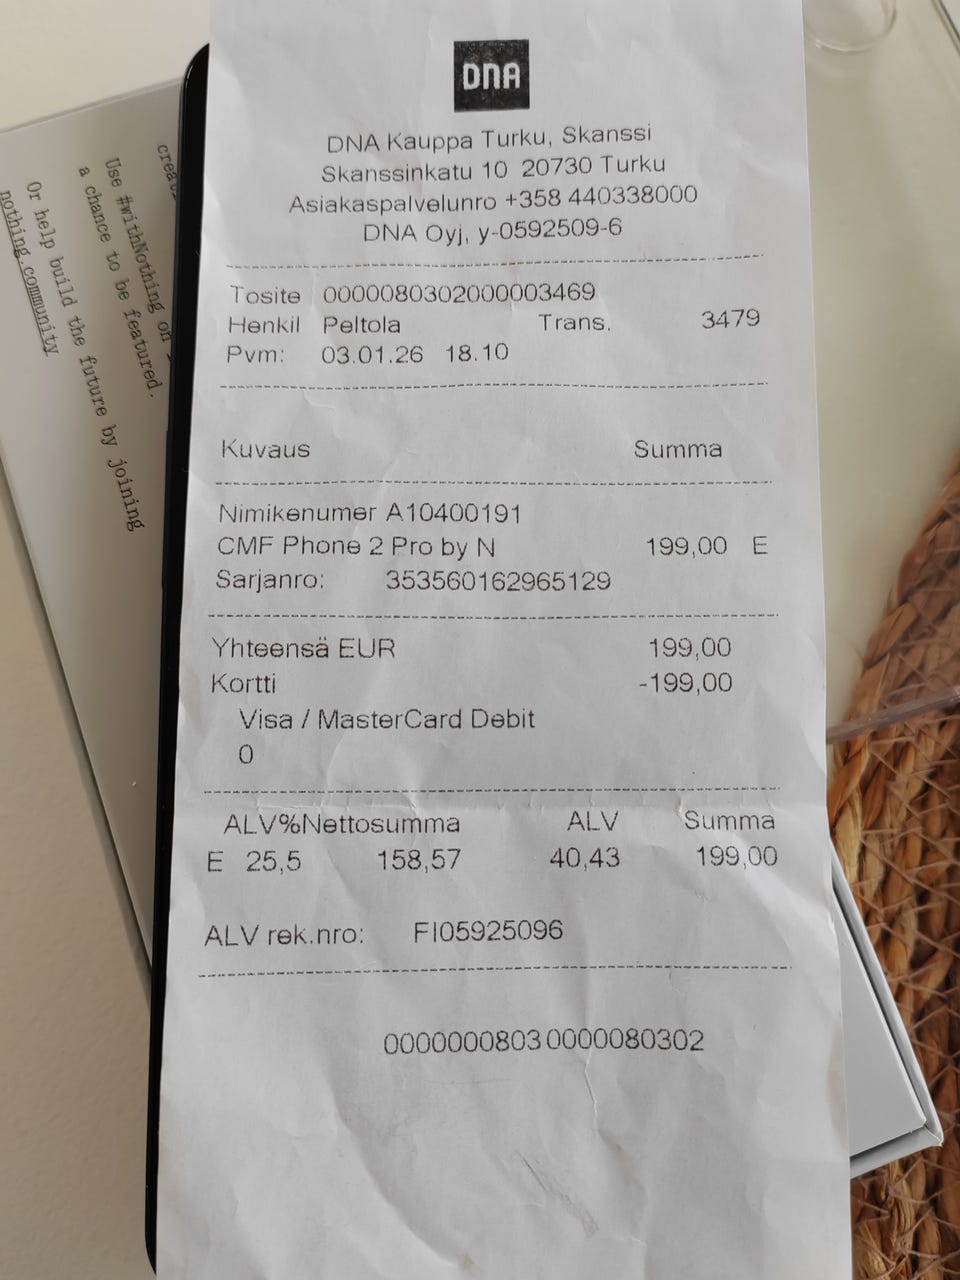 DNA
DNA Kauppa Turku, Skanssi
Skanssinkatu 10 20730 Turku
Asiakaspalvelunro +358 440338000
DNA Oyj, y-0592509-6
Tosite 0000080302000003469
Henkil Peltola Trans. 3479
Pvm: 03.01.26 18.10
Kuvaus Summa
Nimikenumer A10400191
CMF Phone 2 Pro by N 199,00 E
Sarjanro: 353560162965129
Yhteensä EUR 199,00
Kortti -199,00
Visa / MasterCard Debit
0
ALV%Nettosumma ALV Summa
E 25,5 158,57 40,43 199,00
ALV rek.nro: FI05925096
0000000803 0000080302
Use #withNothing on
a chance to be featured.
Or help build the future by joining
nothing.community